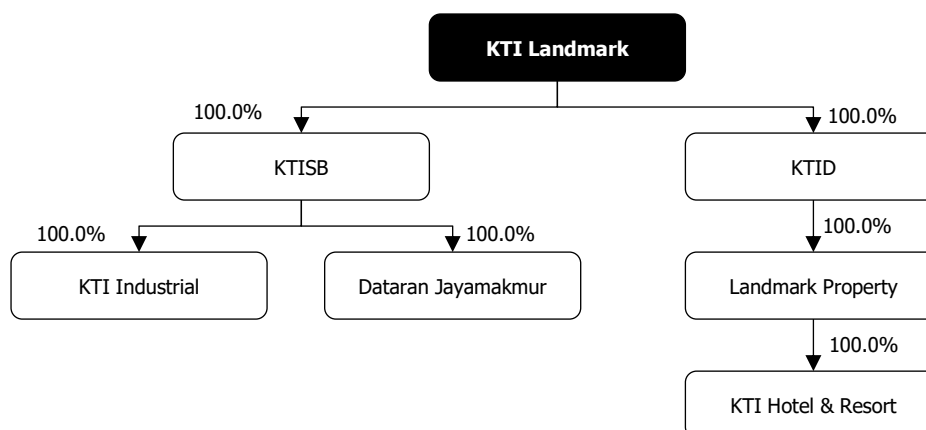 KTI Landmark
100.0%
100.0%
KTISB
KTID
100.0%
100.0%
100.0%
KTI Industrial
Dataran Jayamakmur
Landmark Property
100.0%
KTI Hotel & Resort